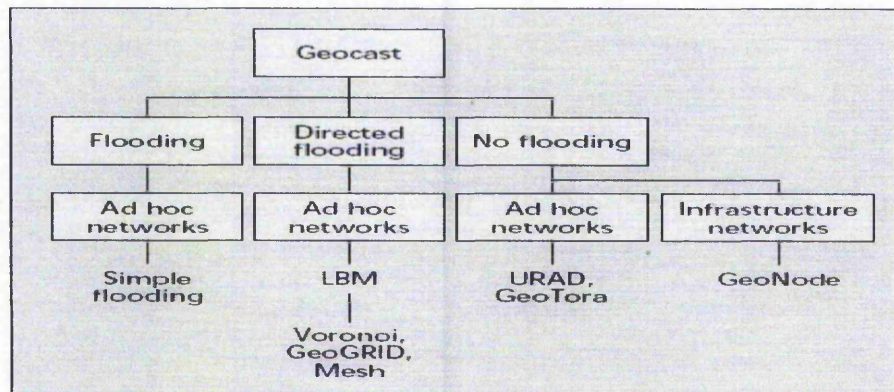 Geocast
Flooding
Directed
flooding
No flooding
Ad hoc
networks
Ad hoc
networks
Ad hoc
networks
Infrastructure
networks
Simple
flooding
LBM
URAD,
GeoTora
GeoNode
Voronoi,
GeoGRID,
Mesh